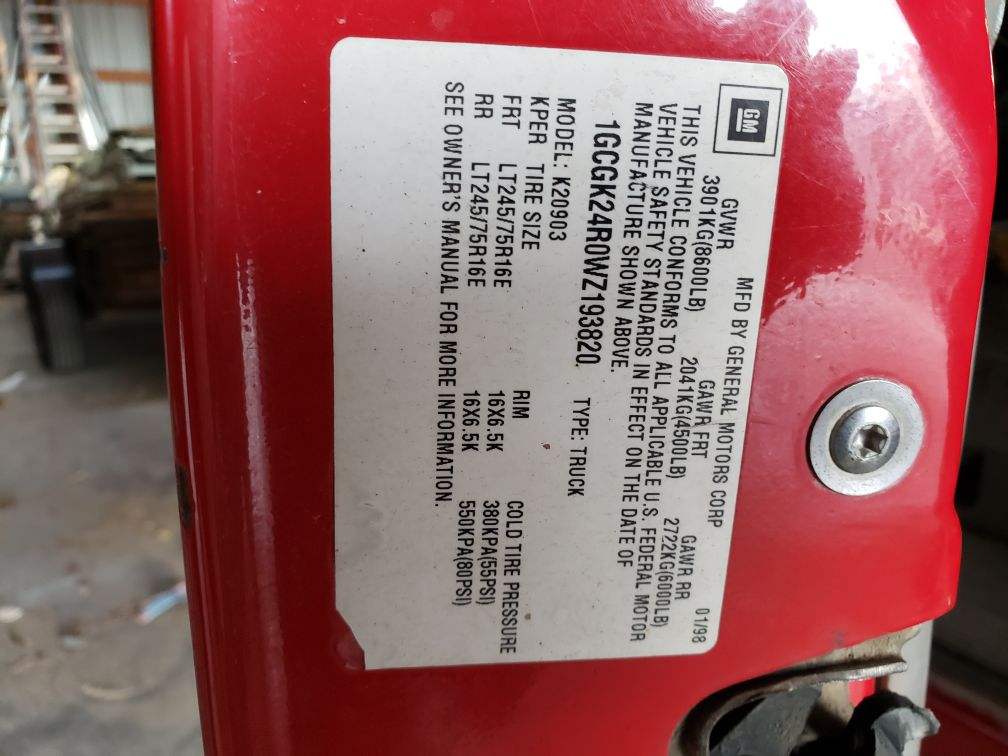 GM
MFD BY GENERAL MOTORS CORP 01/98
GVWR GAWR FRT GAWR RR
3901KG(8600LB) 2041KG(4500LB) 2722KG(6000LB)
THIS VEHICLE CONFORMS TO ALL APPLICABLE U.S. FEDERAL MOTOR
VEHICLE SAFETY STANDARDS IN EFFECT ON THE DATE OF
MANUFACTURE SHOWN ABOVE.
1GCGK24R0WZ193820 TYPE: TRUCK
MODEL: K20903
KPER TIRE SIZE RIM COLD TIRE PRESSURE
FRT LT245/75R16E 16X6.5K 380KPA(55PSI)
RR LT245/75R16E 16X6.5K 550KPA(80PSI)
SEE OWNER'S MANUAL FOR MORE INFORMATION.